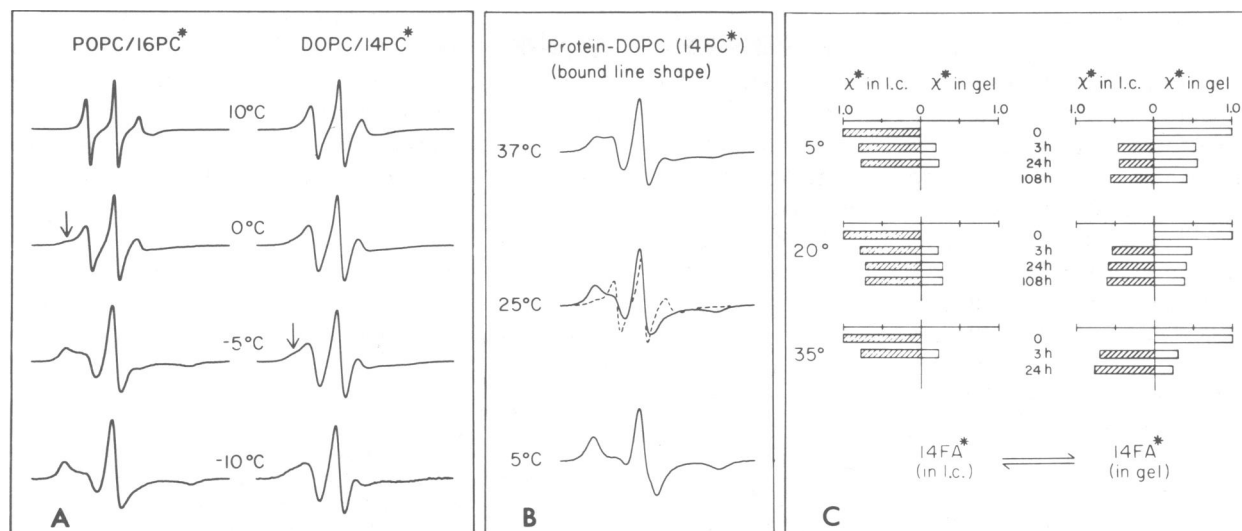 POPC/16PC* DOPC/14PC*
10°C
0°C
-5°C
-10°C
A
Protein-DOPC (14PC*)
(bound line shape)
37°C
25°C
5°C
B
χ* in l.c. χ* in gel χ* in l.c. χ* in gel
1.0 0 1.0 1.0 0 1.0
5°
0
3h
24h
108h
20°
0
3h
24h
108h
35°
0
3h
24h
14FA* 14FA*
(in l.c.) (in gel)
C